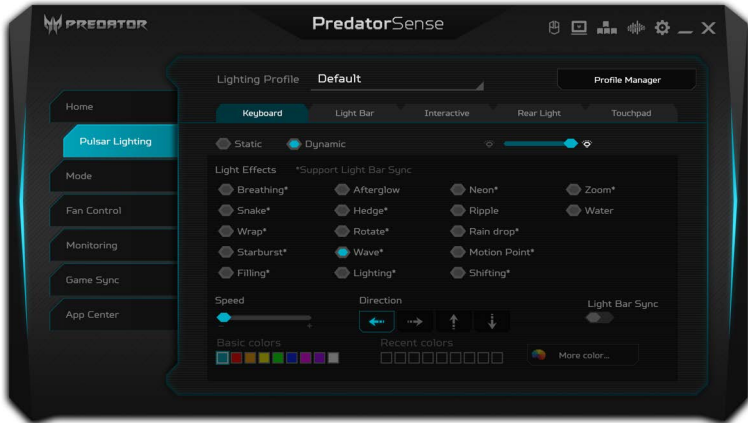 PREDATOR
PredatorSense
Lighting Profile Default
Profile Manager
Home
Pulsar Lighting
Mode
Fan Control
Monitoring
Game Sync
App Center
Keyboard Light Bar Interactive Rear Light Touchpad
Static Dynamic
Light Effects *Support Light Bar Sync
Breathing* Afterglow Neon* Zoom*
Snake* Hedge* Ripple Water
Wrap* Rotate* Rain drop*
Starburst* Wave* Motion Point*
Filling* Lighting* Shifting*
Speed Direction Light Bar Sync
- +
Basic colors Recent colors
More color...